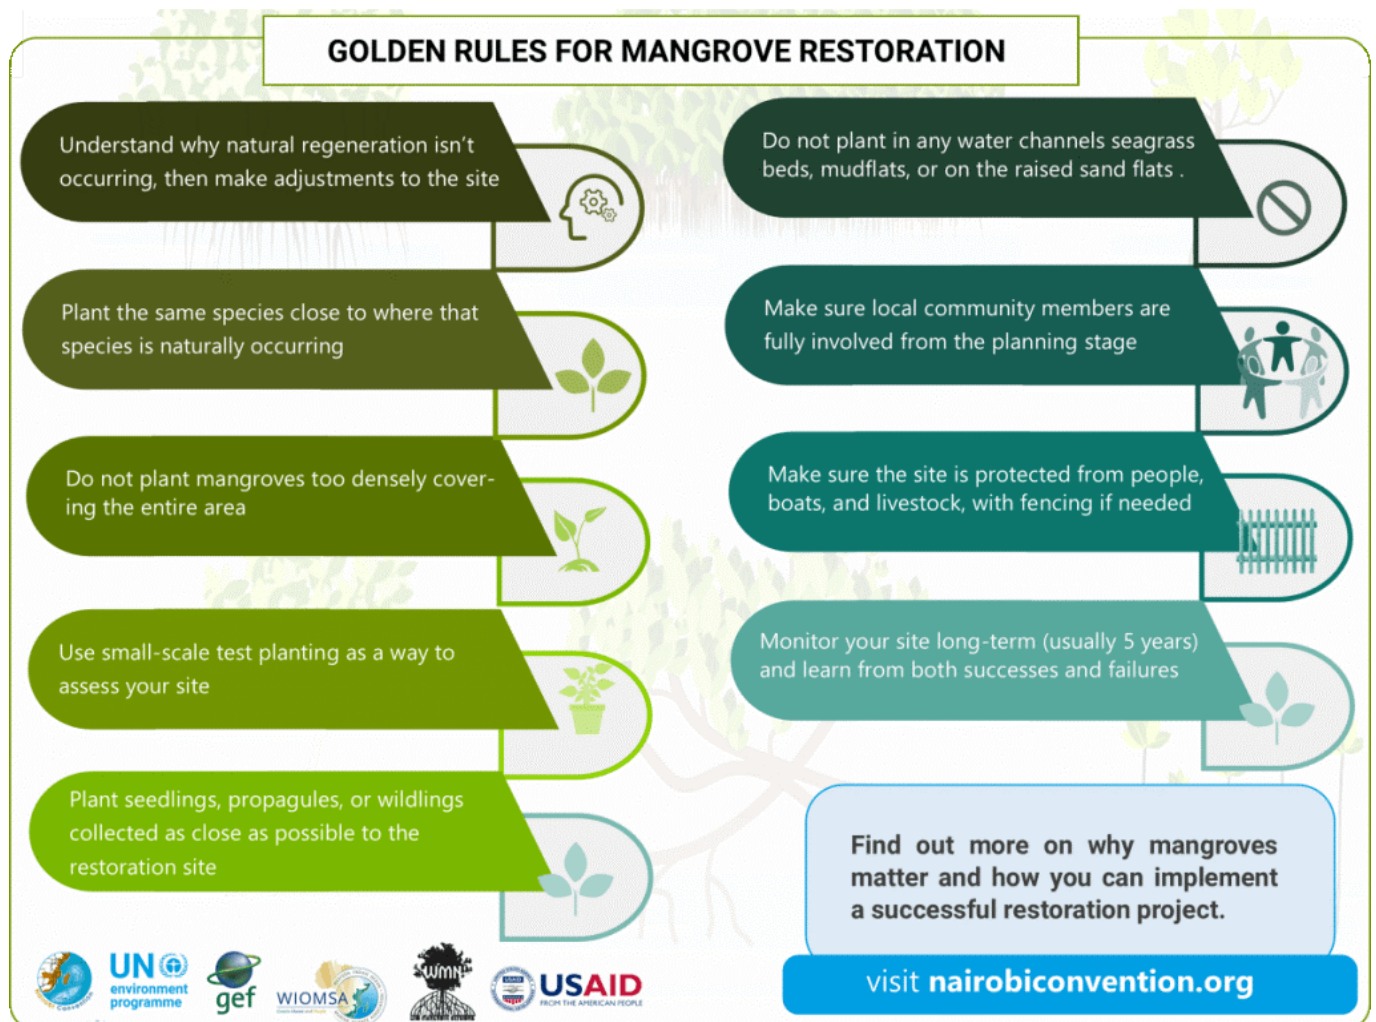 GOLDEN RULES FOR MANGROVE RESTORATION
Understand why natural regeneration isn't
occurring, then make adjustments to the site
Plant the same species close to where that
species is naturally occurring
Do not plant mangroves too densely cover-
ing the entire area
Use small-scale test planting as a way to
assess your site
Plant seedlings, propagules, or wildlings
collected as close as possible to the
restoration site
Do not plant in any water channels seagrass
beds, mudflats, or on the raised sand flats .
Make sure local community members are
fully involved from the planning stage
Make sure the site is protected from people,
boats, and livestock, with fencing if needed
Monitor your site long-term (usually 5 years)
and learn from both successes and failures
Find out more on why mangroves
matter and how you can implement
a successful restoration project.
visit nairobiconvention.org
UN
environment
programme
gef
WIOMSA
WMN
USAID
USAID
FROM THE AMERICAN PEOPLE